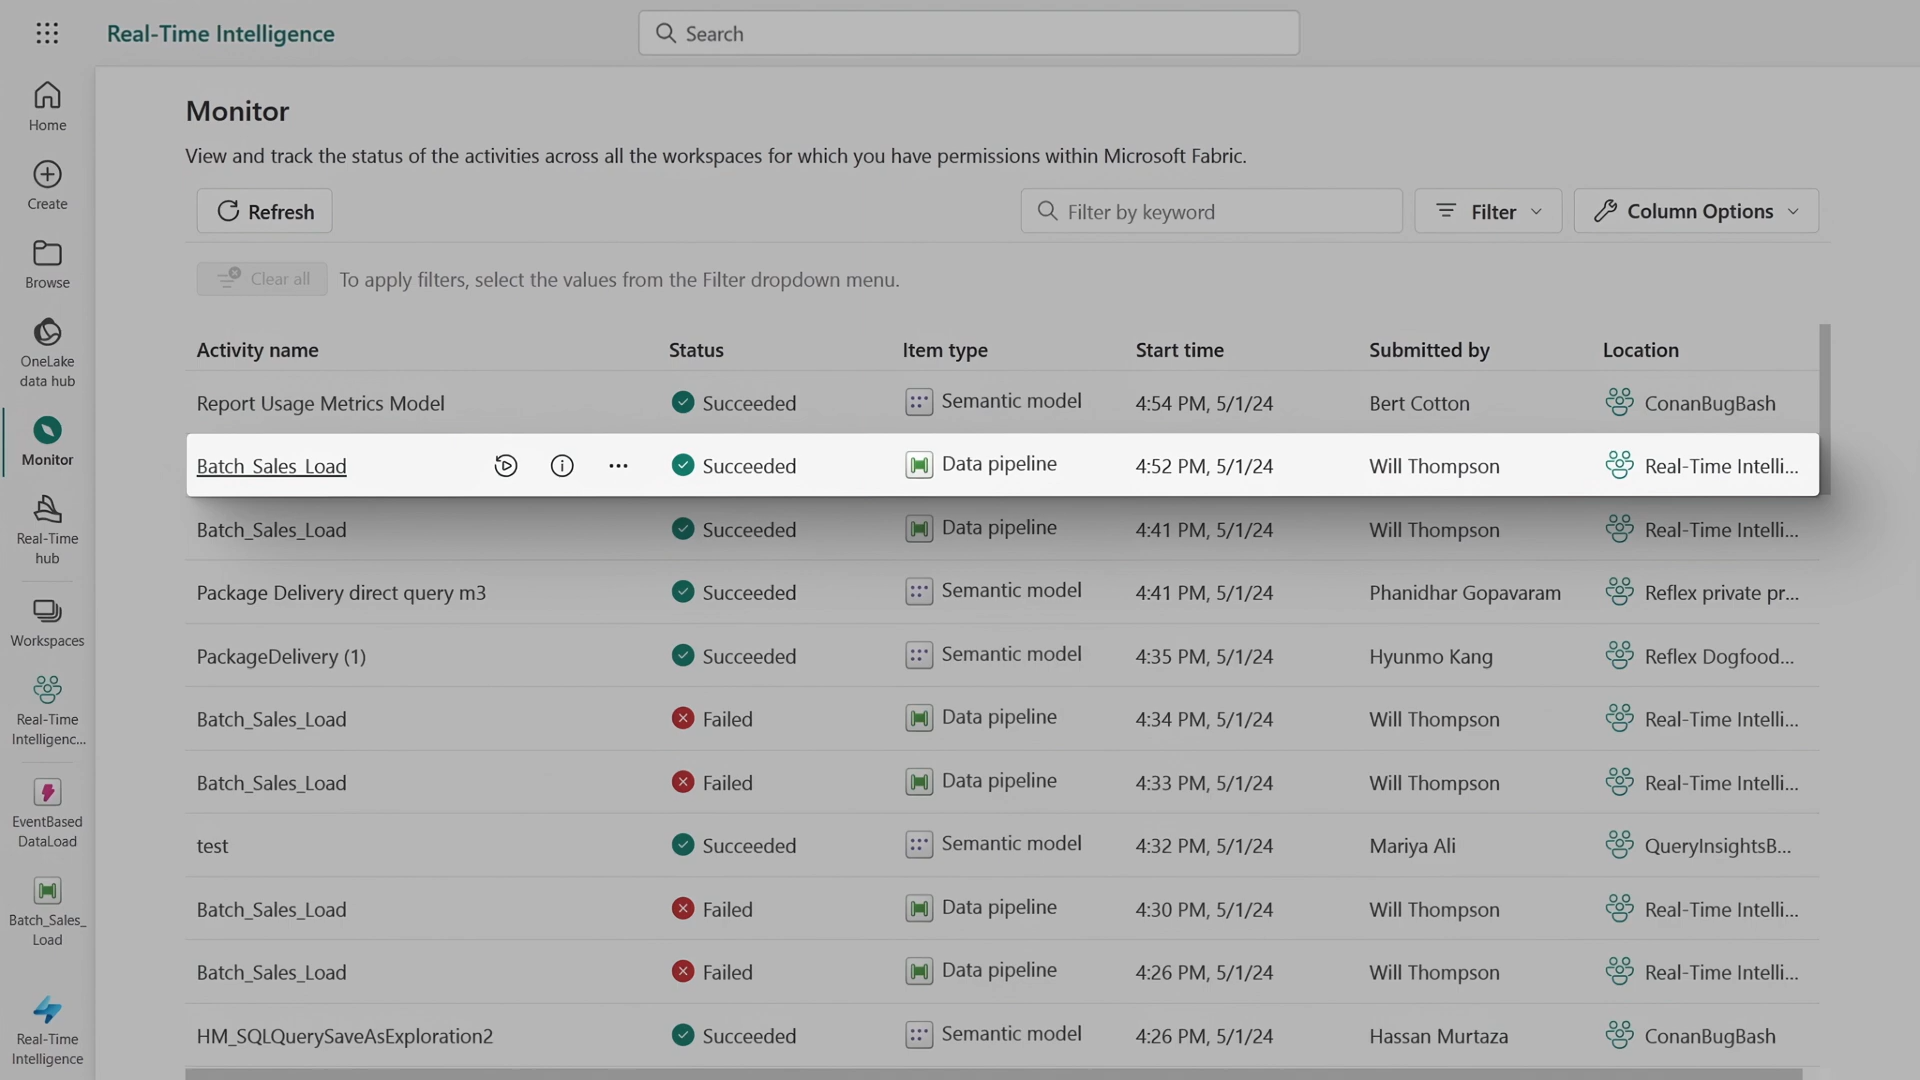 Real-Time Intelligence
Search
Home
Create
Browse
OneLake
data hub
Monitor
Real-Time
hub
Workspaces
Real-Time
Intelligenc...
EventBased
DataLoad
Batch_Sales_
Load
Real-Time
Intelligence
Monitor
View and track the status of the activities across all the workspaces for which you have permissions within Microsoft Fabric.
Refresh
Filter by keyword
Filter
Column Options
Clear all
To apply filters, select the values from the Filter dropdown menu.
Activity name Status Item type Start time Submitted by Location
Report Usage Metrics Model Succeeded Semantic model 4:54 PM, 5/1/24 Bert Cotton ConanBugBash
Batch_Sales_Load Succeeded Data pipeline 4:52 PM, 5/1/24 Will Thompson Real-Time Intelli...
Batch_Sales_Load Succeeded Data pipeline 4:41 PM, 5/1/24 Will Thompson Real-Time Intelli...
Package Delivery direct query m3 Succeeded Semantic model 4:41 PM, 5/1/24 Phanidhar Gopavaram Reflex private pr...
PackageDelivery (1) Succeeded Semantic model 4:35 PM, 5/1/24 Hyunmo Kang Reflex Dogfood...
Batch_Sales_Load Failed Data pipeline 4:34 PM, 5/1/24 Will Thompson Real-Time Intelli...
Batch_Sales_Load Failed Data pipeline 4:33 PM, 5/1/24 Will Thompson Real-Time Intelli...
test Succeeded Semantic model 4:32 PM, 5/1/24 Mariya Ali QueryInsightsB...
Batch_Sales_Load Failed Data pipeline 4:30 PM, 5/1/24 Will Thompson Real-Time Intelli...
Batch_Sales_Load Failed Data pipeline 4:26 PM, 5/1/24 Will Thompson Real-Time Intelli...
HM_SQLQuerySaveAsExploration2 Succeeded Semantic model 4:26 PM, 5/1/24 Hassan Murtaza ConanBugBash